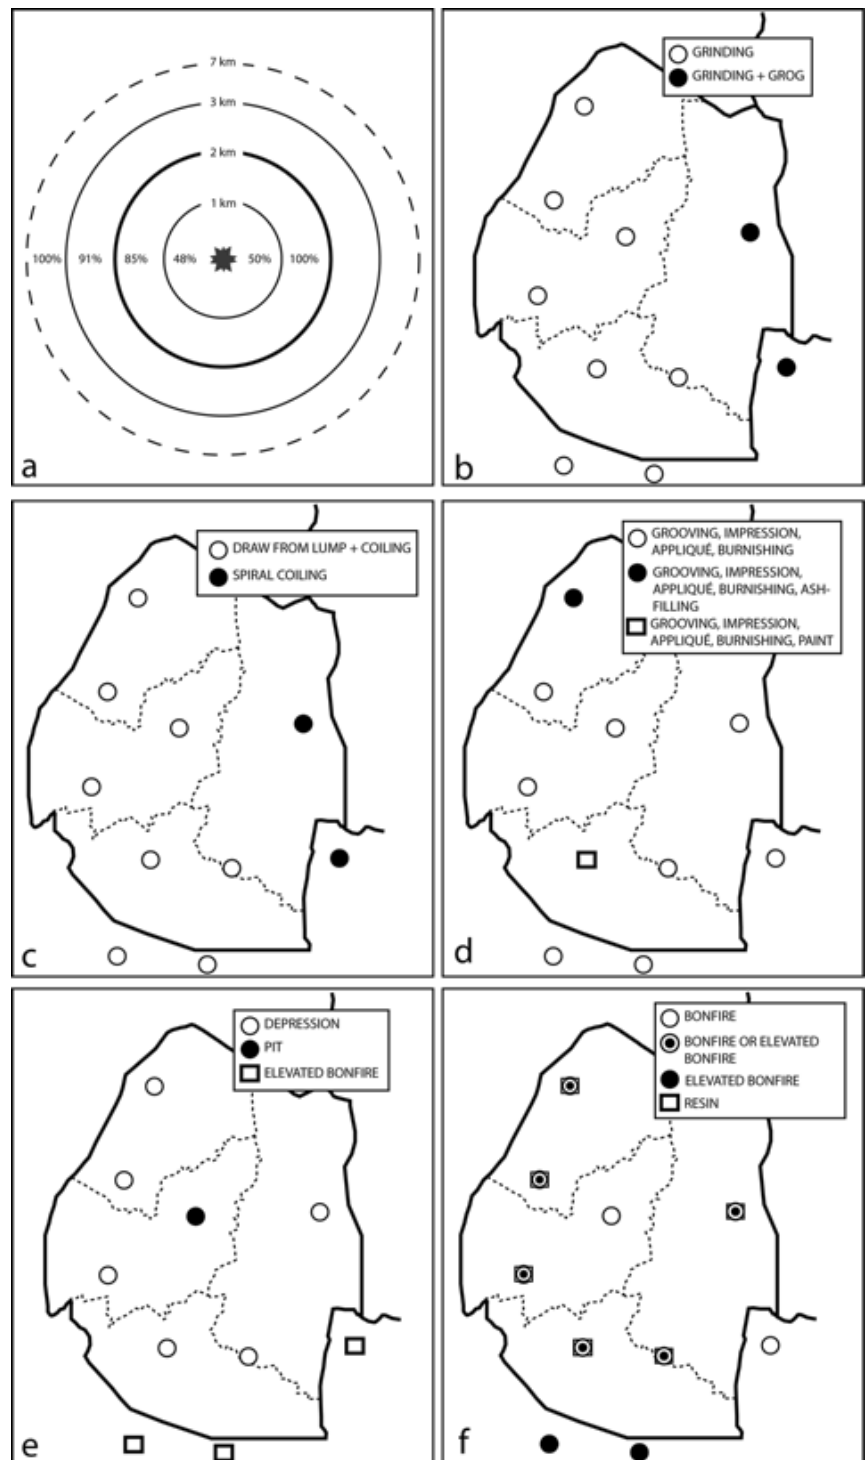 7 km
3 km
2 km
1 km
100% 91% 85% 48% 50% 100%
a
GRINDING
GRINDING + GROG
b
DRAW FROM LUMP + COILING
SPIRAL COILING
c
GROOVING, IMPRESSION,
APPLIQUÉ, BURNISHING
GROOVING, IMPRESSION,
APPLIQUÉ, BURNISHING, ASH-
FILLING
GROOVING, IMPRESSION,
APPLIQUÉ, BURNISHING, PAINT
d
DEPRESSION
PIT
ELEVATED BONFIRE
e
BONFIRE
BONFIRE OR ELEVATED
BONFIRE
ELEVATED BONFIRE
RESIN
f